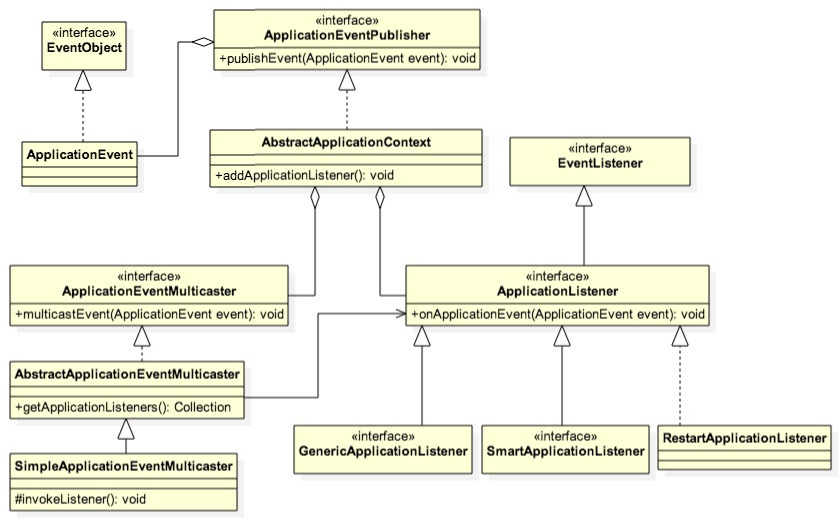 «interface»
EventObject
«interface»
ApplicationEventPublisher
+publishEvent(ApplicationEvent event): void
ApplicationEvent
AbstractApplicationContext
+addApplicationListener(): void
«interface»
EventListener
«interface»
ApplicationEventMulticaster
+multicastEvent(ApplicationEvent event): void
«interface»
ApplicationListener
+onApplicationEvent(ApplicationEvent event): void
AbstractApplicationEventMulticaster
+getApplicationListeners(): Collection
«interface»
GenericApplicationListener
«interface»
SmartApplicationListener
RestartApplicationListener
SimpleApplicationEventMulticaster
#invokeListener(): void